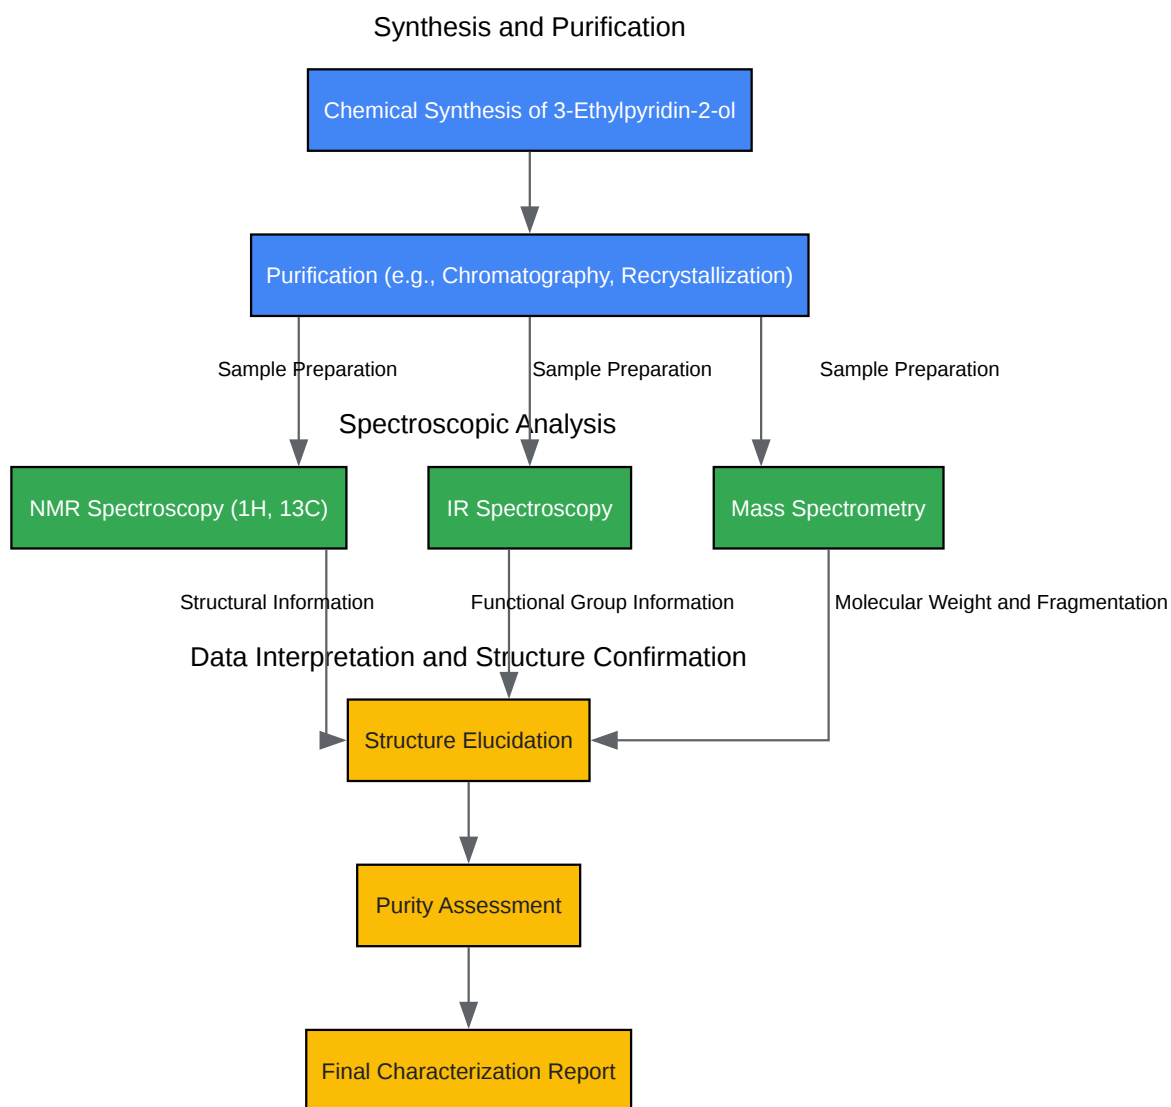 Synthesis and Purification
Chemical Synthesis of 3-Ethylpyridin-2-ol
Purification (e.g., Chromatography, Recrystallization)
Sample Preparation
Sample Preparation
Sample Preparation
Spectroscopic Analysis
NMR Spectroscopy (1H, 13C)
IR Spectroscopy
Mass Spectrometry
Structural Information
Functional Group Information
Molecular Weight and Fragmentation
Data Interpretation and Structure Confirmation
Structure Elucidation
Purity Assessment
Final Characterization Report